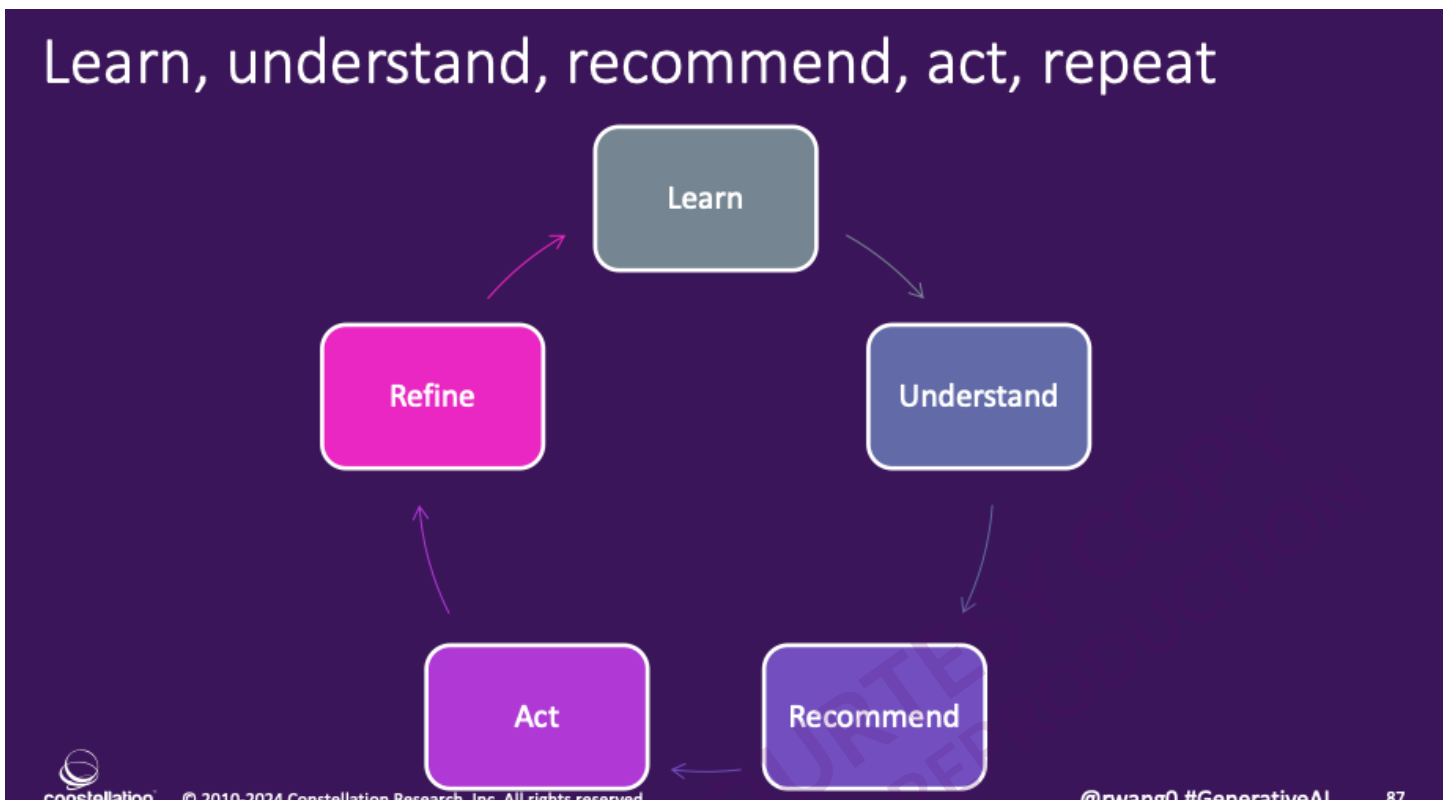 Learn, understand, recommend, act, repeat
Learn
Understand
Recommend
Act
Refine
constellation © 2010-2024 Constellation Research, Inc. All rights reserved @rwang0 #GenerativeAI 87